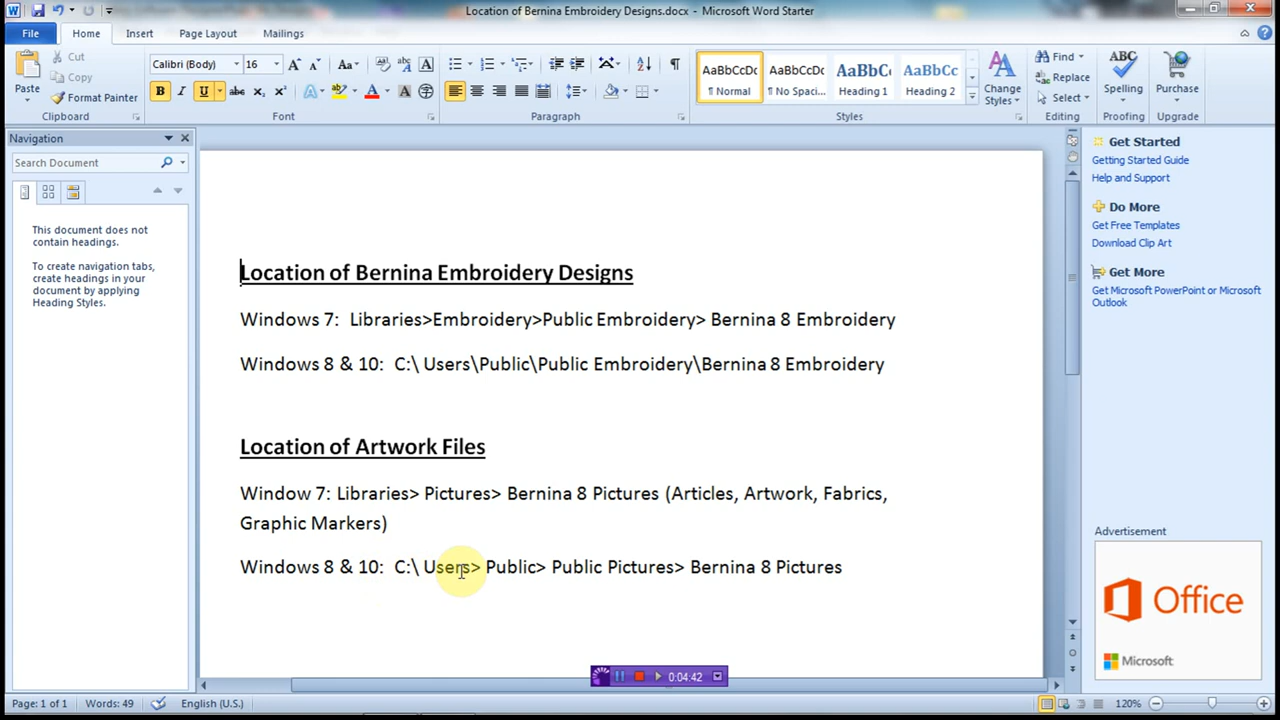 Location of Bernina Embroidery Designs.docx - Microsoft Word Starter
File Home Insert Page Layout Mailings
Paste Cut Copy Format Painter
Clipboard
Calibri (Body) 16
Font
Paragraph
AaBbCcDc AaBbCcDc AaBbCc AaBbCc
¶ Normal ¶ No Spaci... Heading 1 Heading 2
Change Styles
Styles
Find
Replace
Select
Editing
Spelling
Proofing
Purchase
Upgrade
Navigation
Search Document
This document does not
contain headings.
To create navigation tabs,
create headings in your
document by applying
Heading Styles.
Location of Bernina Embroidery Designs
Windows 7: Libraries>Embroidery>Public Embroidery> Bernina 8 Embroidery
Windows 8 & 10: C:\ Users\Public\Public Embroidery\Bernina 8 Embroidery
Location of Artwork Files
Window 7: Libraries> Pictures> Bernina 8 Pictures (Articles, Artwork, Fabrics,
Graphic Markers)
Windows 8 & 10: C:\ Users> Public> Public Pictures> Bernina 8 Pictures
Get Started
Getting Started Guide
Help and Support
Do More
Get Free Templates
Download Clip Art
Get More
Get Microsoft PowerPoint or Microsoft
Outlook
Advertisement
Office
Microsoft
0:04:42
Page: 1 of 1 Words: 49 English (U.S.) 120%